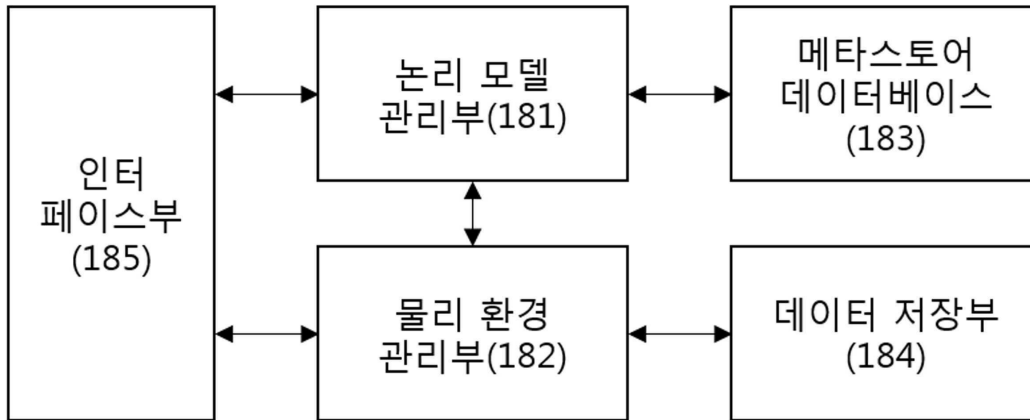 인터
페이스부
(185)
논리 모델
관리부(181)
메타스토어
데이터베이스
(183)
물리 환경
관리부(182)
데이터 저장부
(184)